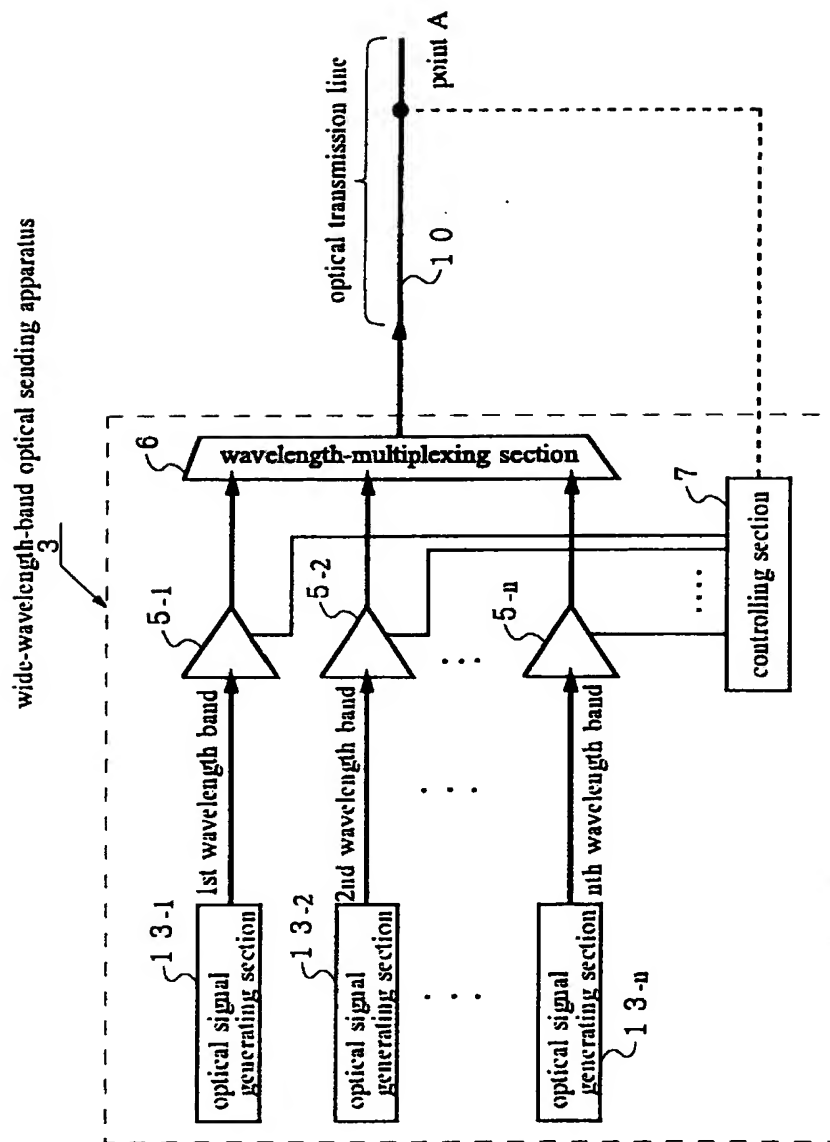 wide-wavelength-band optical sending apparatus
3
optical signal
generating section
13-1
1st wavelength band
5-1
optical signal
generating section
13-2
2nd wavelength band
5-2
optical signal
generating section
13-n
nth wavelength band
5-n
6
wavelength-multiplexing section
7
controlling section
optical transmission line
10
point A